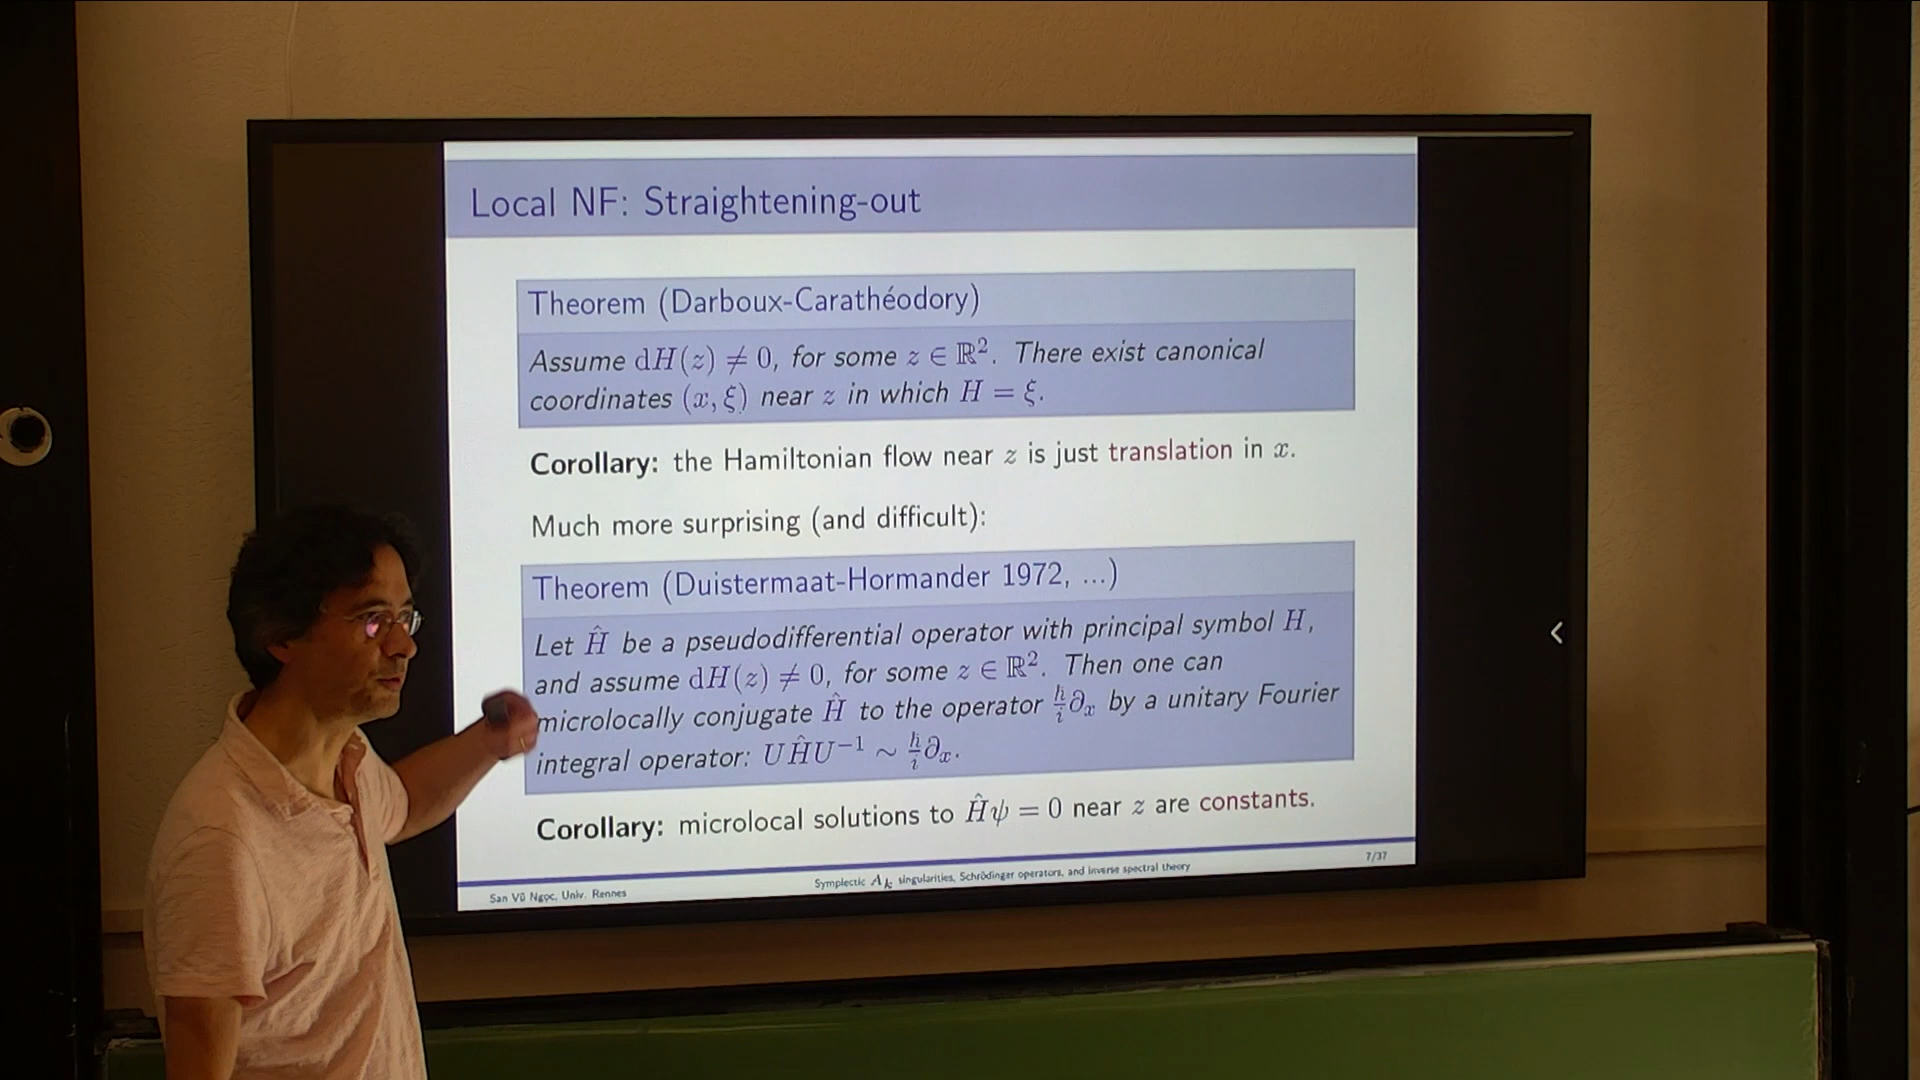 Local NF: Straightening-out
Theorem (Darboux-Carathéodory)
Assume dH(z) ≠ 0, for some z ∈ ℝ². There exist canonical
coordinates (x, ξ) near z in which H = ξ.
Corollary: the Hamiltonian flow near z is just translation in x.
Much more surprising (and difficult):
Theorem (Duistermaat-Hormander 1972, ...)
Let Ĥ be a pseudodifferential operator with principal symbol H,
and assume dH(z) ≠ 0, for some z ∈ ℝ². Then one can
microlocally conjugate Ĥ to the operator ħ/i ∂ₓ by a unitary Fourier
integral operator: UĤU⁻¹ ∼ ħ/i ∂ₓ.
Corollary: microlocal solutions to Ĥψ = 0 near z are constants.
7/37
San Vũ Ngọc, Univ. Rennes
Symplectic Aₖ singularities, Schrödinger operators, and inverse spectral theory